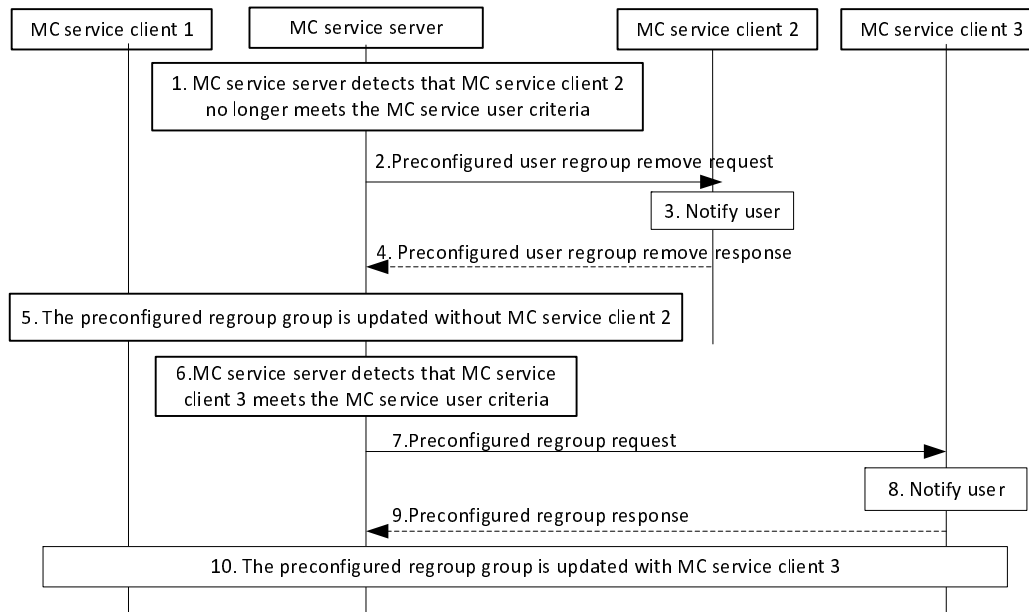 MC service client 1
MC service server
MC service client 2
MC service client 3
1. MC service server detects that MC service client 2
no longer meets the MC service user criteria
2.Preconfigured user regroup remove request
3. Notify user
4. Preconfigured user regroup remove response
5. The preconfigured regroup group is updated without MC service client 2
6.MC service server detects that MC service
client 3 meets the MC service user criteria
7.Preconfigured regroup request
8. Notify user
9.Preconfigured regroup response
10. The preconfigured regroup group is updated with MC service client 3